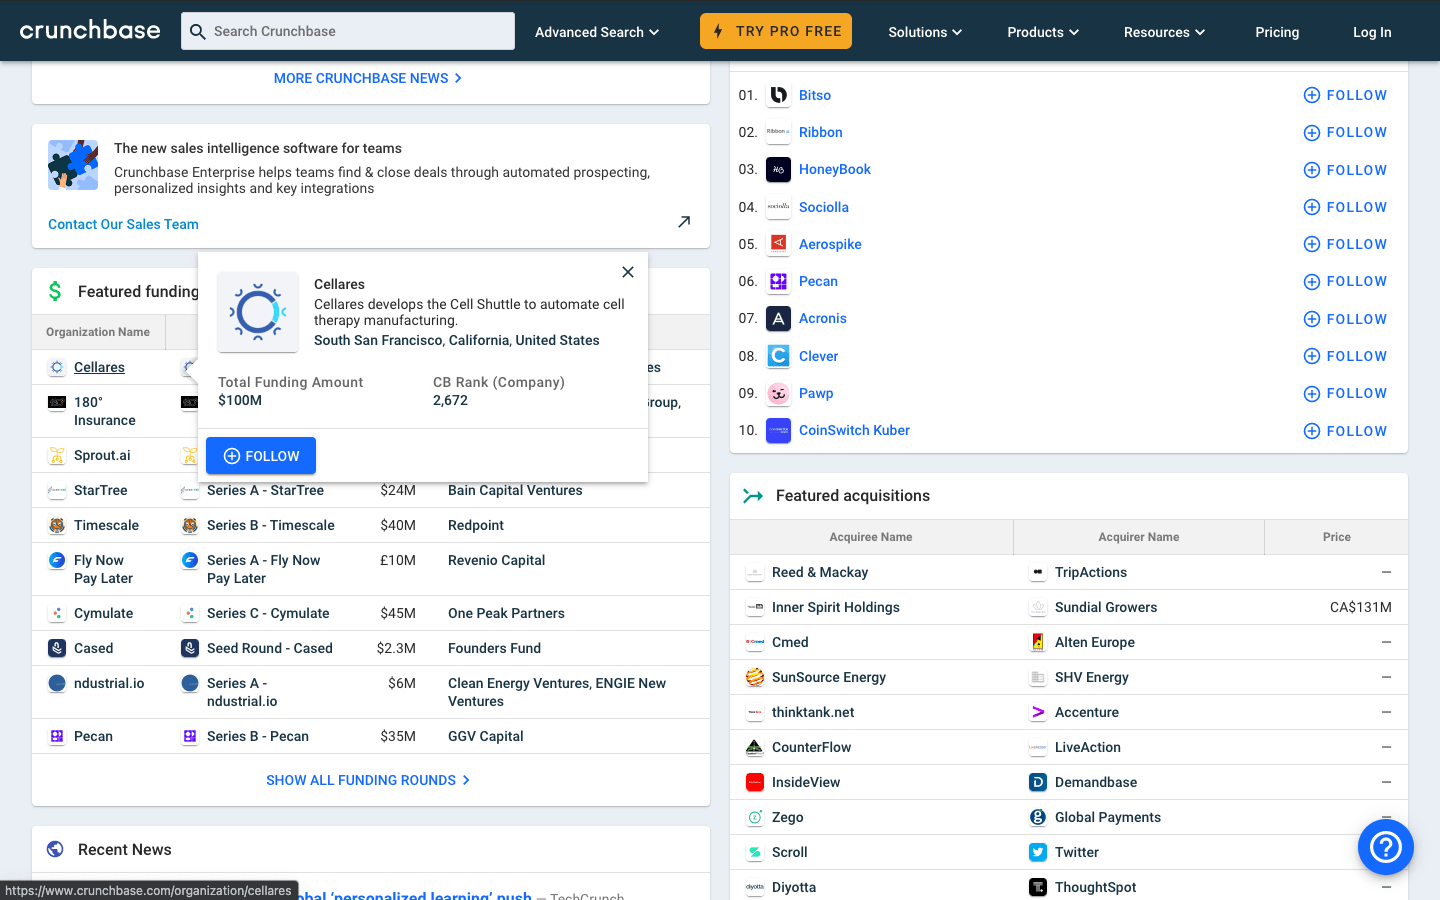 crunchbase
Search Crunchbase
Advanced Search
TRY PRO FREE
Solutions
Products
Resources
Pricing
Log In
MORE CRUNCHBASE NEWS
The new sales intelligence software for teams
Crunchbase Enterprise helps teams find & close deals through automated prospecting,
personalized insights and key integrations
Contact Our Sales Team
Featured funding
Organization Name
Cellares
es
180°
Insurance
Group,
Sprout.ai
StarTree
Series A - StarTree
$24M
Bain Capital Ventures
Timescale
Series B - Timescale
$40M
Redpoint
Fly Now
Pay Later
Series A - Fly Now
Pay Later
£10M
Revenio Capital
Cymulate
Series C - Cymulate
$45M
One Peak Partners
Cased
Seed Round - Cased
$2.3M
Founders Fund
ndustrial.io
Series A -
ndustrial.io
$6M
Clean Energy Ventures, ENGIE New
Ventures
Pecan
Series B - Pecan
$35M
GGV Capital
SHOW ALL FUNDING ROUNDS
Cellares
Cellares develops the Cell Shuttle to automate cell
therapy manufacturing.
South San Francisco, California, United States
Total Funding Amount
$100M
CB Rank (Company)
2,672
FOLLOW
Recent News
obal ‘personalized learning’ push — TechCrunch
https://www.crunchbase.com/organization/cellares
01. Bitso FOLLOW
02. Ribbon FOLLOW
03. HoneyBook FOLLOW
04. Sociolla FOLLOW
05. Aerospike FOLLOW
06. Pecan FOLLOW
07. Acronis FOLLOW
08. Clever FOLLOW
09. Pawp FOLLOW
10. CoinSwitch Kuber FOLLOW
Featured acquisitions
Acquiree Name
Acquirer Name
Price
Reed & Mackay TripActions —
Inner Spirit Holdings Sundial Growers CA$131M
Cmed Alten Europe —
SunSource Energy SHV Energy —
thinktank.net Accenture —
CounterFlow LiveAction —
InsideView Demandbase —
Zego Global Payments —
Scroll Twitter
Diyotta ThoughtSpot —